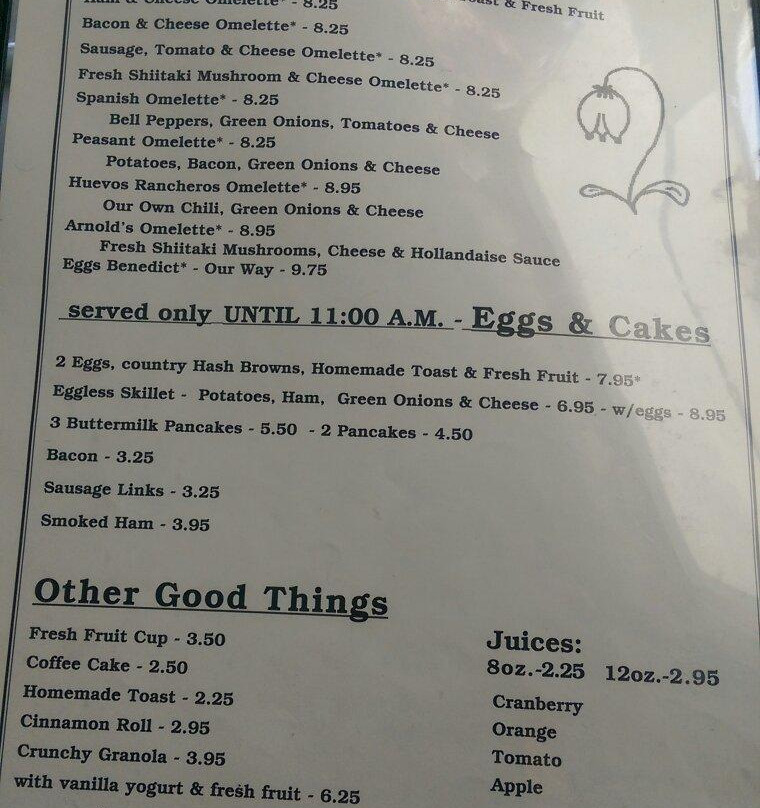 Ham & Cheese Omelette* - 8.25
Toast & Fresh Fruit
Bacon & Cheese Omelette* - 8.25
Sausage, Tomato & Cheese Omelette* - 8.25
Fresh Shiitaki Mushroom & Cheese Omelette* - 8.25
Spanish Omelette* - 8.25
Bell Peppers, Green Onions, Tomatoes & Cheese
Peasant Omelette* - 8.25
Potatoes, Bacon, Green Onions & Cheese
Huevos Rancheros Omelette* - 8.95
Our Own Chili, Green Onions & Cheese
Arnold's Omelette* - 8.95
Fresh Shiitaki Mushrooms, Cheese & Hollandaise Sauce
Eggs Benedict* - Our Way - 9.75
served only UNTIL 11:00 A.M. - Eggs & Cakes
2 Eggs, country Hash Browns, Homemade Toast & Fresh Fruit - 7.95*
Eggless Skillet - Potatoes, Ham, Green Onions & Cheese - 6.95 - w/eggs - 8.95
3 Buttermilk Pancakes - 5.50 - 2 Pancakes - 4.50
Bacon - 3.25
Sausage Links - 3.25
Smoked Ham - 3.95
Other Good Things
Fresh Fruit Cup - 3.50
Coffee Cake - 2.50
Homemade Toast - 2.25
Cinnamon Roll - 2.95
Crunchy Granola - 3.95
with vanilla yogurt & fresh fruit - 6.25
Juices:
8oz.-2.25 12oz.-2.95
Cranberry
Orange
Tomato
Apple